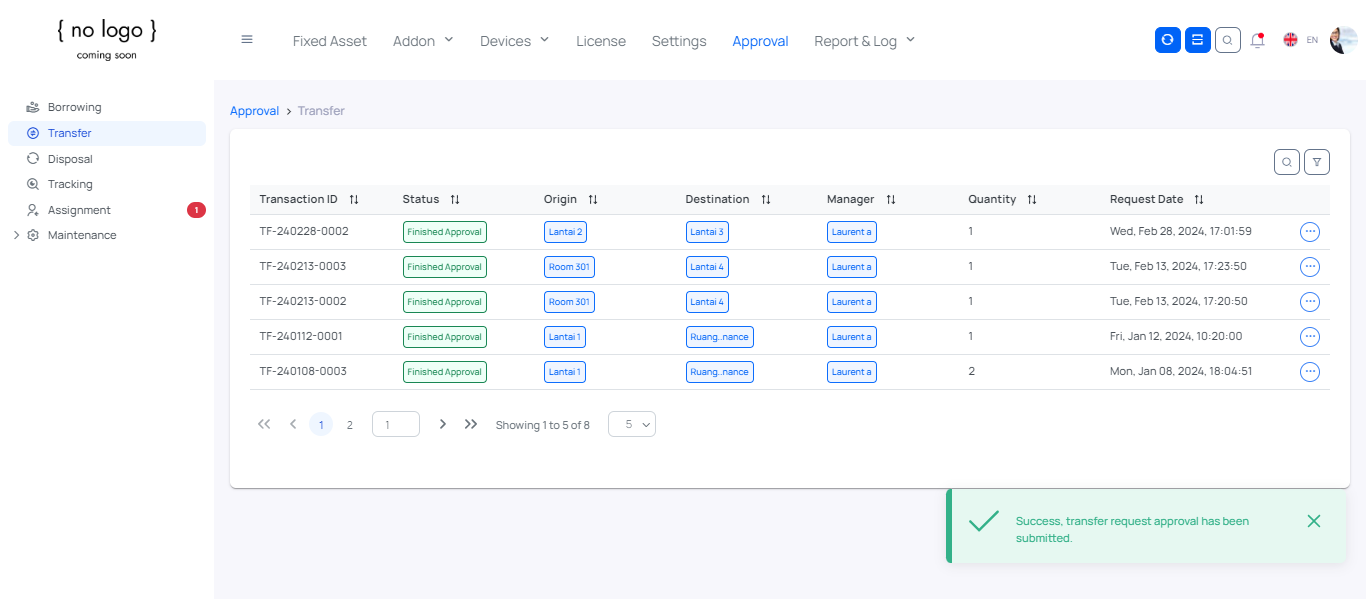 { no logo }
coming soon
Fixed Asset Addon Devices License Settings Approval Report & Log EN
Borrowing
Transfer
Disposal
Tracking
Assignment 1
Maintenance
Approval > Transfer
Transaction ID Status Origin Destination Manager Quantity Request Date
TF-240228-0002 Finished Approval Lantai 2 Lantai 3 Laurent a 1 Wed, Feb 28, 2024, 17:01:59
TF-240213-0003 Finished Approval Room 301 Lantai 4 Laurent a 1 Tue, Feb 13, 2024, 17:23:50
TF-240213-0002 Finished Approval Room 301 Lantai 4 Laurent a 1 Tue, Feb 13, 2024, 17:20:50
TF-240112-0001 Finished Approval Lantai 1 Ruang..nance Laurent a 1 Fri, Jan 12, 2024, 10:20:00
TF-240108-0003 Finished Approval Lantai 1 Ruang..nance Laurent a 2 Mon, Jan 08, 2024, 18:04:51
1 2 1 Showing 1 to 5 of 8 5
Success, transfer request approval has been
submitted.